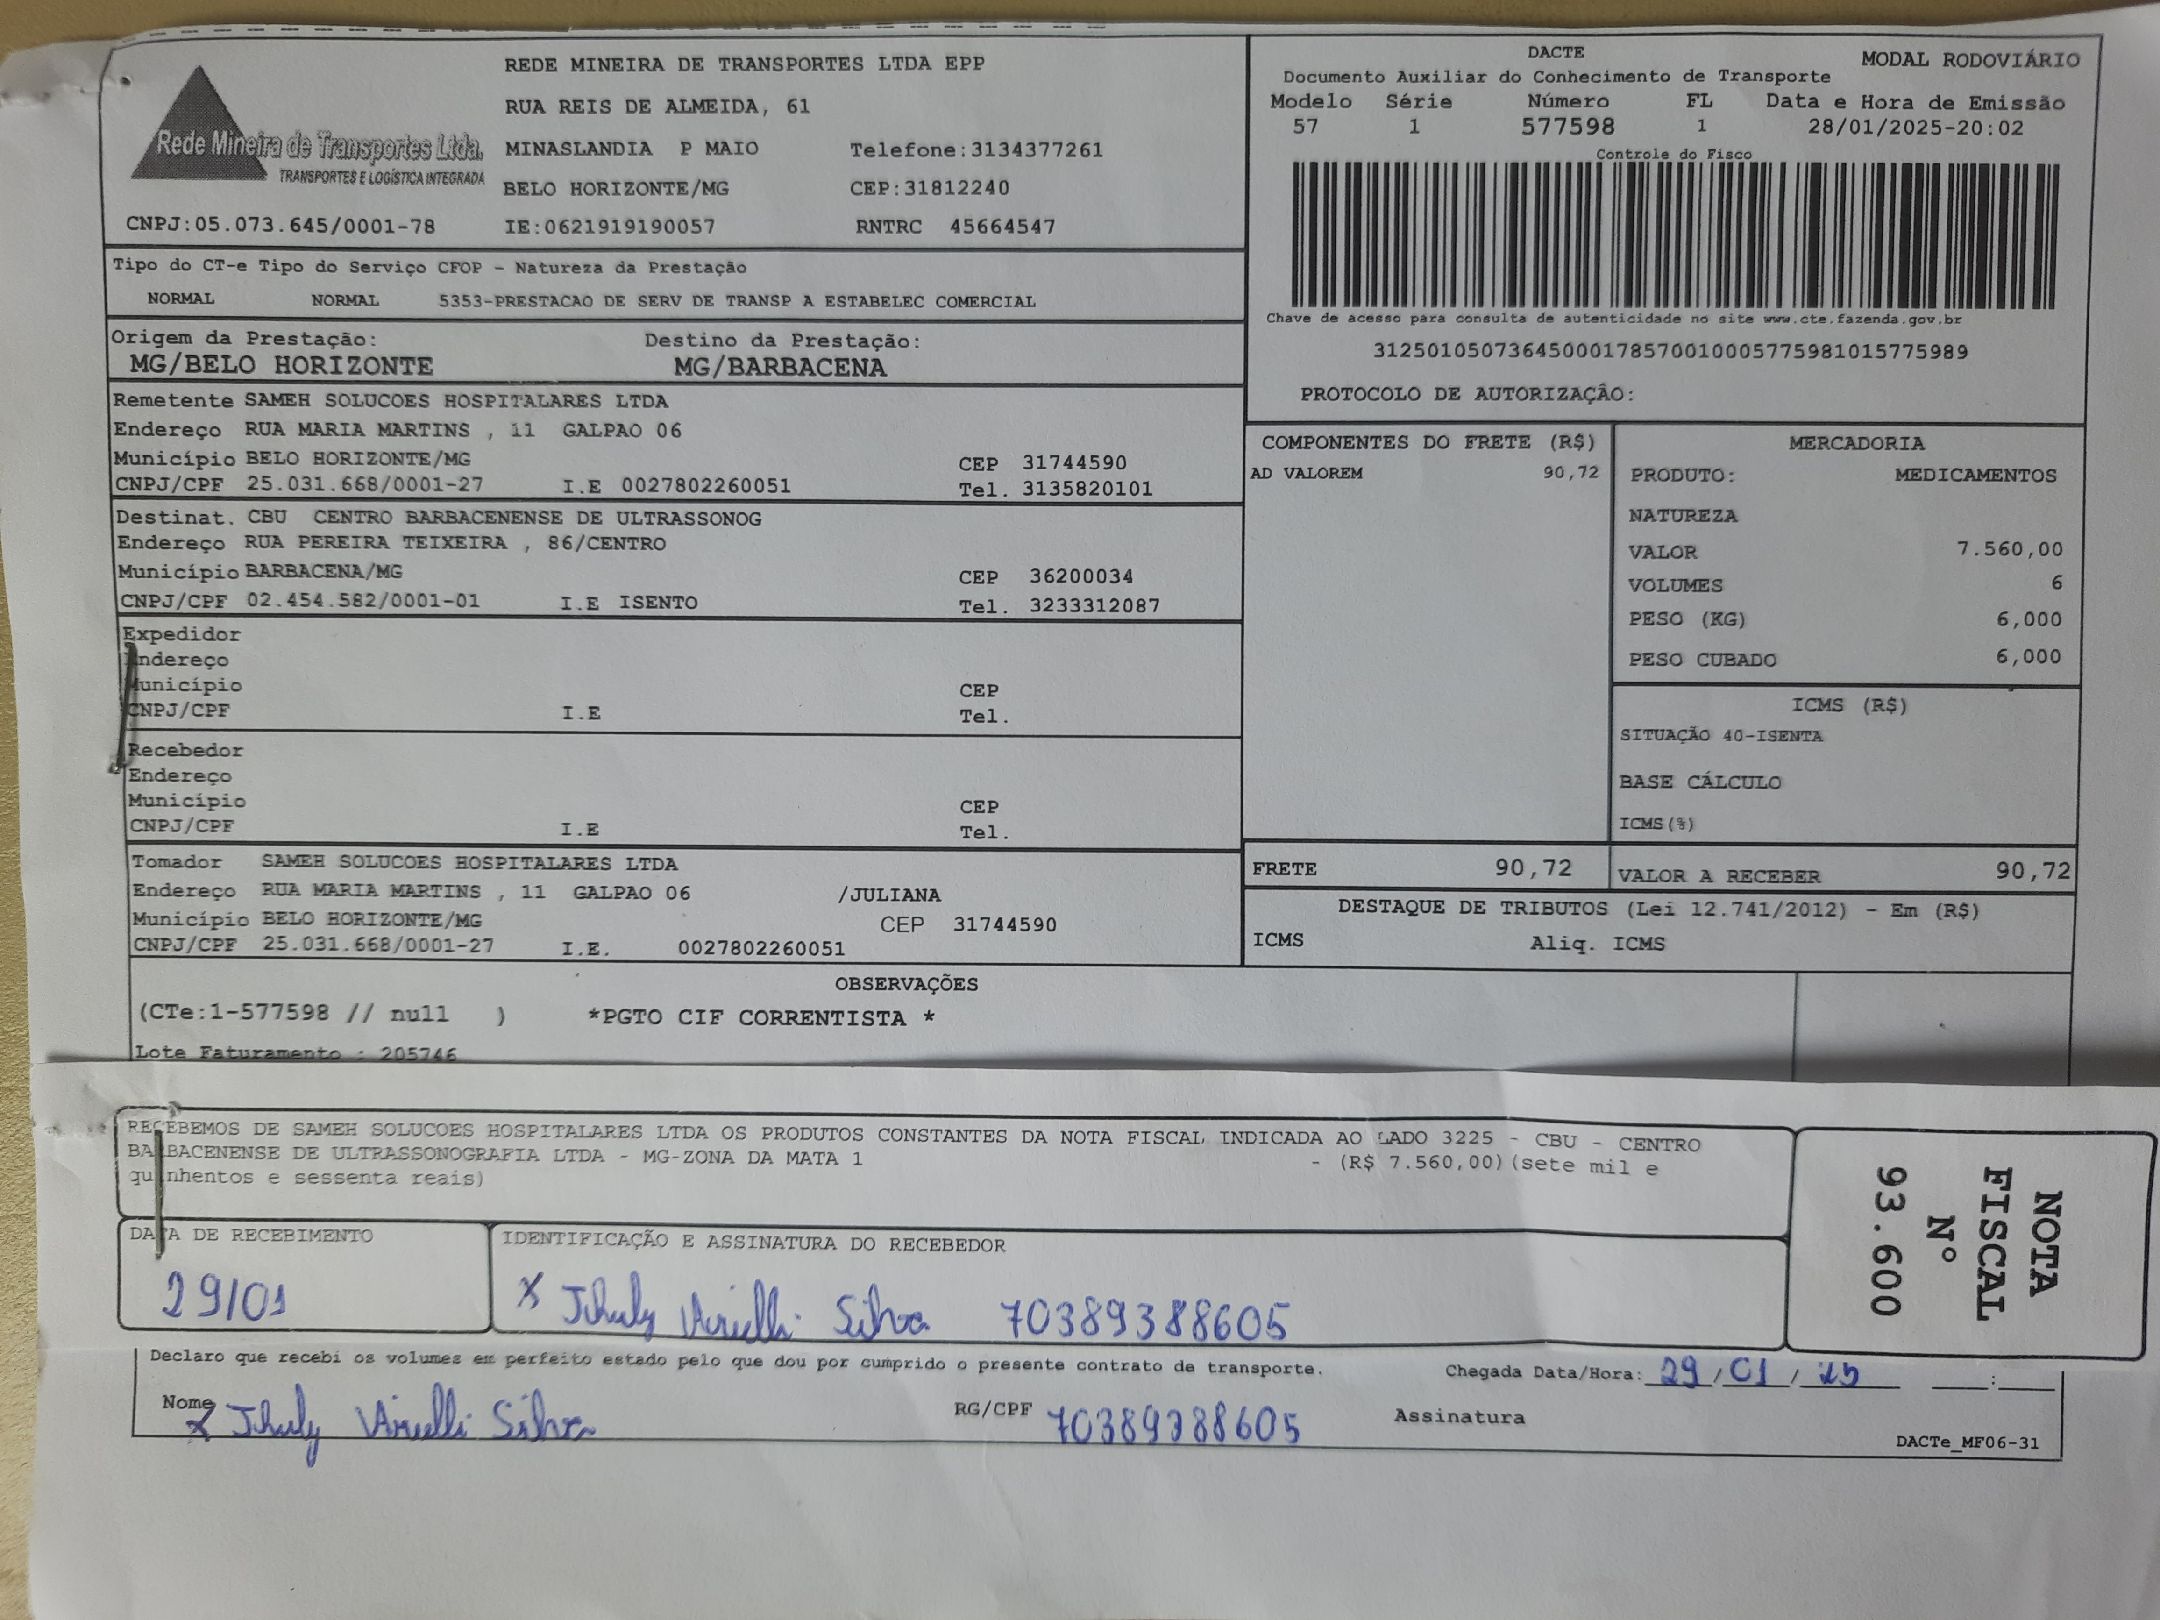 REDE MINEIRA DE TRANSPORTES LTDA EPP
RUA REIS DE ALMEIDA, 61
Rede Mineira de Transportes Ltda.
TRANSPORTES E LOGÍSTICA INTEGRADA
MINASLANDIA P MAIO Telefone:3134377261
BELO HORIZONTE/MG CEP:31812240
CNPJ:05.073.645/0001-78 IE:0621919190057 RNTRC 45664547
DACTE MODAL RODOVIÁRIO
Documento Auxiliar do Conhecimento de Transporte
Modelo Série Número FL Data e Hora de Emissão
57 1 577598 1 28/01/2025-20:02
Controle do Fisco
Chave de acesso para consulta de autenticidade no site www.cte.fazenda.gov.br
31250105073645000178570010005775981015775989
PROTOCOLO DE AUTORIZAÇÃO:
Tipo do CT-e Tipo do Serviço CFOP - Natureza da Prestação
NORMAL NORMAL 5353-PRESTACAO DE SERV DE TRANSP A ESTABELEC COMERCIAL
Origem da Prestação: Destino da Prestação:
MG/BELO HORIZONTE MG/BARBACENA
Remetente SAMEH SOLUCOES HOSPITALARES LTDA
Endereço RUA MARIA MARTINS , 11 GALPAO 06
Município BELO HORIZONTE/MG CEP 31744590
CNPJ/CPF 25.031.668/0001-27 I.E 0027802260051 Tel. 3135820101
Destinat. CBU CENTRO BARBACENENSE DE ULTRASSONOG
Endereço RUA PEREIRA TEIXEIRA , 86/CENTRO
Município BARBACENA/MG CEP 36200034
CNPJ/CPF 02.454.582/0001-01 I.E ISENTO Tel. 3233312087
Expedidor
Endereço
Município CEP
CNPJ/CPF I.E Tel.
Recebedor
Endereço
Município CEP
CNPJ/CPF I.E Tel.
Tomador SAMEH SOLUCOES HOSPITALARES LTDA
Endereço RUA MARIA MARTINS , 11 GALPAO 06 /JULIANA
Município BELO HORIZONTE/MG CEP 31744590
CNPJ/CPF 25.031.668/0001-27 I.E. 0027802260051
COMPONENTES DO FRETE (R$)
AD VALOREM 90,72
MERCADORIA
PRODUTO: MEDICAMENTOS
NATUREZA
VALOR 7.560,00
VOLUMES 6
PESO (KG) 6,000
PESO CUBADO 6,000
ICMS (R$)
SITUAÇÃO 40-ISENTA
BASE CÁLCULO
ICMS(%)
FRETE 90,72 VALOR A RECEBER 90,72
DESTAQUE DE TRIBUTOS (Lei 12.741/2012) - Em (R$)
ICMS Aliq. ICMS
OBSERVAÇÕES
(CTe:1-577598 // null ) *PGTO CIF CORRENTISTA *
Lote Faturamento : 205746
RECEBEMOS DE SAMEH SOLUCOES HOSPITALARES LTDA OS PRODUTOS CONSTANTES DA NOTA FISCAL INDICADA AO LADO 3225 - CBU - CENTRO
BARBACENENSE DE ULTRASSONOGRAFIA LTDA - MG-ZONA DA MATA 1 - (R$ 7.560,00)(sete mil e
quinhentos e sessenta reais)
NOTA
FISCAL
Nº
93.600
DATA DE RECEBIMENTO IDENTIFICAÇÃO E ASSINATURA DO RECEBEDOR
29/01 x Silva 70389388605
Declaro que recebi os volumes em perfeito estado pelo que dou por cumprido o presente contrato de transporte. Chegada Data/Hora: 29/01/25 __:__
Nome x Silva RG/CPF 70389388605 Assinatura
DACTe_MF06-31